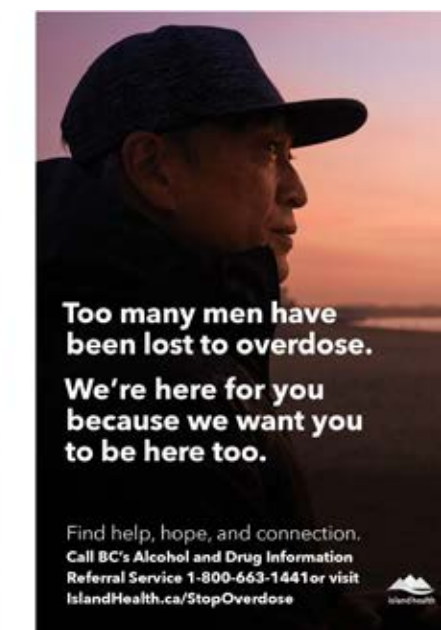 Too many men have
been lost to overdose.
We're here for you
because we want you
to be here too.
Find help, hope, and connection.
Call BC's Alcohol and Drug Information
Referral Service 1-800-663-1441or visit
IslandHealth.ca/StopOverdose
island health